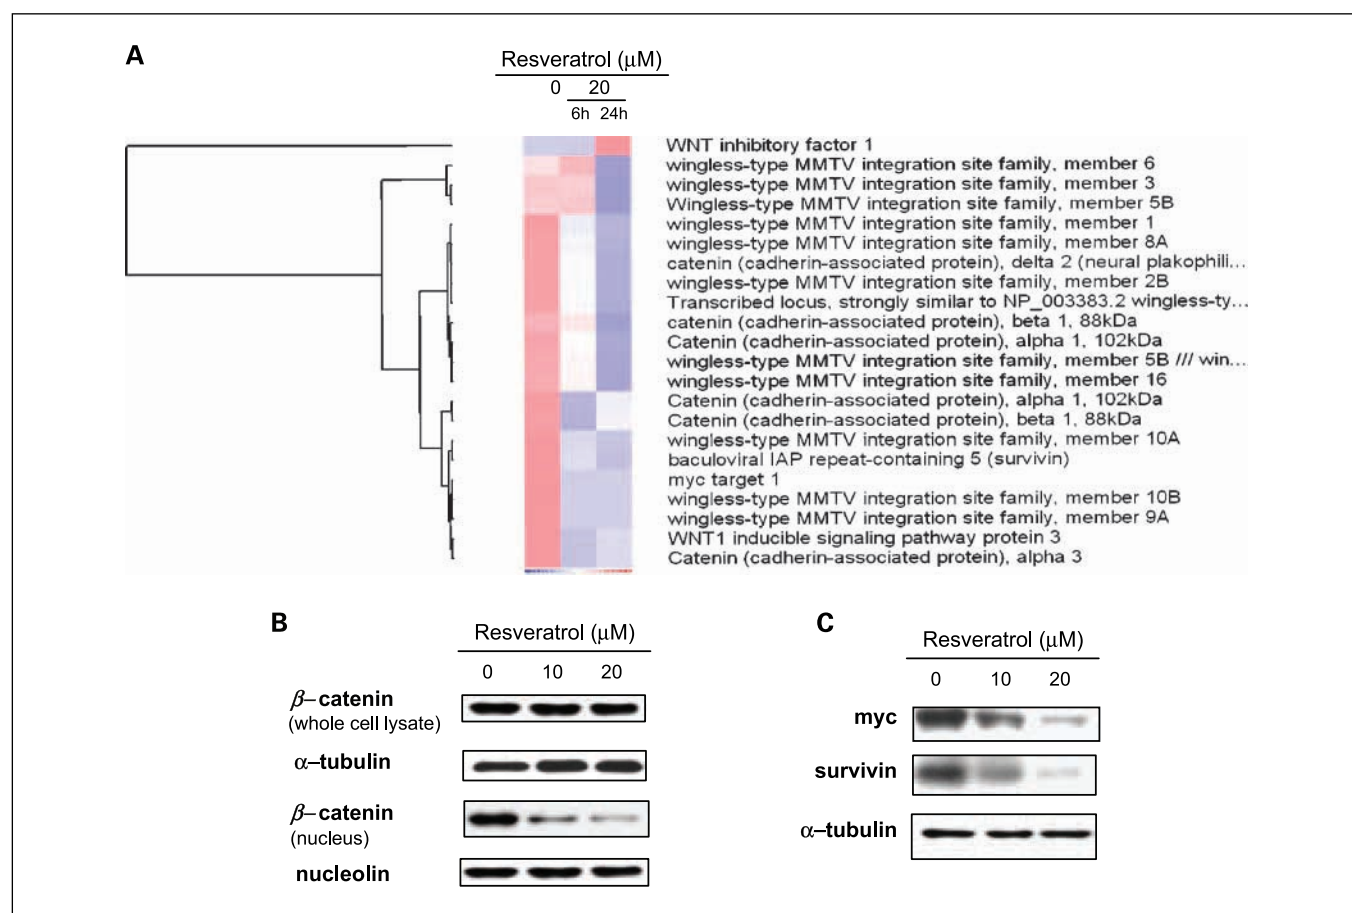 A
Resveratrol (μM)
0 20
6h 24h
WNT inhibitory factor 1
wingless-type MMTV integration site family, member 6
wingless-type MMTV integration site family, member 3
Wingless-type MMTV integration site family, member 5B
wingless-type MMTV integration site family, member 1
wingless-type MMTV integration site family, member 8A
catenin (cadherin-associated protein), delta 2 (neural plakophili...
wingless-type MMTV integration site family, member 2B
Transcribed locus, strongly similar to NP_003383.2 wingless-ty...
catenin (cadherin-associated protein), beta 1, 88kDa
Catenin (cadherin-associated protein), alpha 1, 102kDa
wingless-type MMTV integration site family, member 5B /// win...
wingless-type MMTV integration site family, member 16
Catenin (cadherin-associated protein), alpha 1, 102kDa
Catenin (cadherin-associated protein), beta 1, 88kDa
wingless-type MMTV integration site family, member 10A
baculoviral IAP repeat-containing 5 (survivin)
myc target 1
wingless-type MMTV integration site family, member 10B
wingless-type MMTV integration site family, member 9A
WNT1 inducible signaling pathway protein 3
Catenin (cadherin-associated protein), alpha 3
B
Resveratrol (μM)
0 10 20
β–catenin
(whole cell lysate)
α–tubulin
β–catenin
(nucleus)
nucleolin
C
Resveratrol (μM)
0 10 20
myc
survivin
α–tubulin